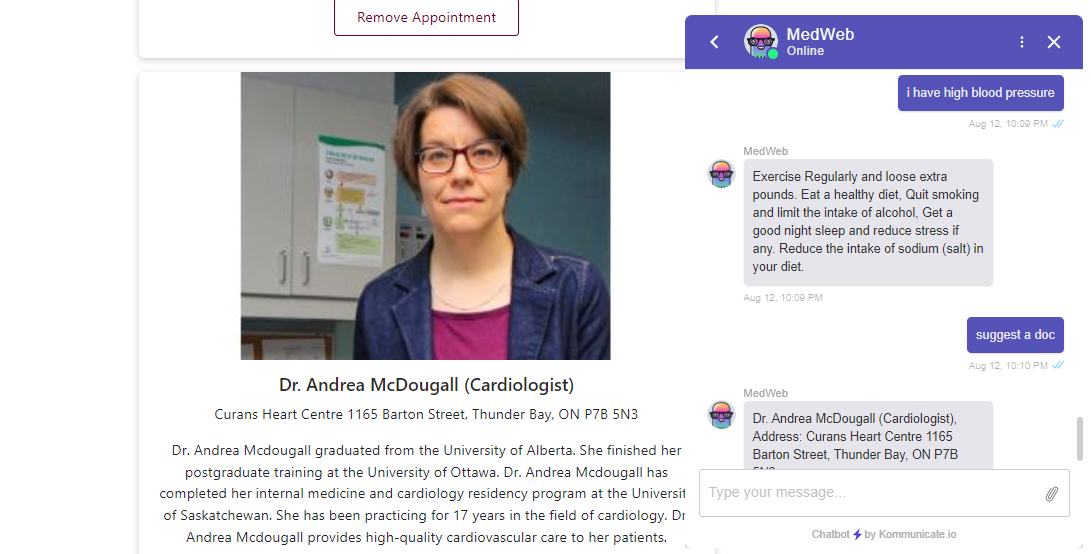 Remove Appointment
Dr. Andrea McDougall (Cardiologist)
Curans Heart Centre 1165 Barton Street, Thunder Bay, ON P7B 5N3
Dr. Andrea Mcdougall graduated from the University of Alberta. She finished her
postgraduate training at the University of Ottawa. Dr. Andrea Mcdougall has
completed her internal medicine and cardiology residency program at the Universit
of Saskatchewan. She has been practicing for 17 years in the field of cardiology. Dr
Andrea McDougall provides high-quality cardiovascular care to her patients.
MedWeb
Online
i have high blood pressure
Aug 12, 10:09 PM
MedWeb
Exercise Regularly and loose extra
pounds. Eat a healthy diet, Quit smoking
and limit the intake of alcohol, Get a
good night sleep and reduce stress if
any. Reduce the intake of sodium (salt) in
your diet.
Aug 12, 10:09 PM
suggest a doc
Aug 12, 10:10 PM
MedWeb
Dr. Andrea McDougall (Cardiologist),
Address: Curans Heart Centre 1165
Barton Street, Thunder Bay, ON P7B
Type your message...
Chatbot by Kommunicate.io